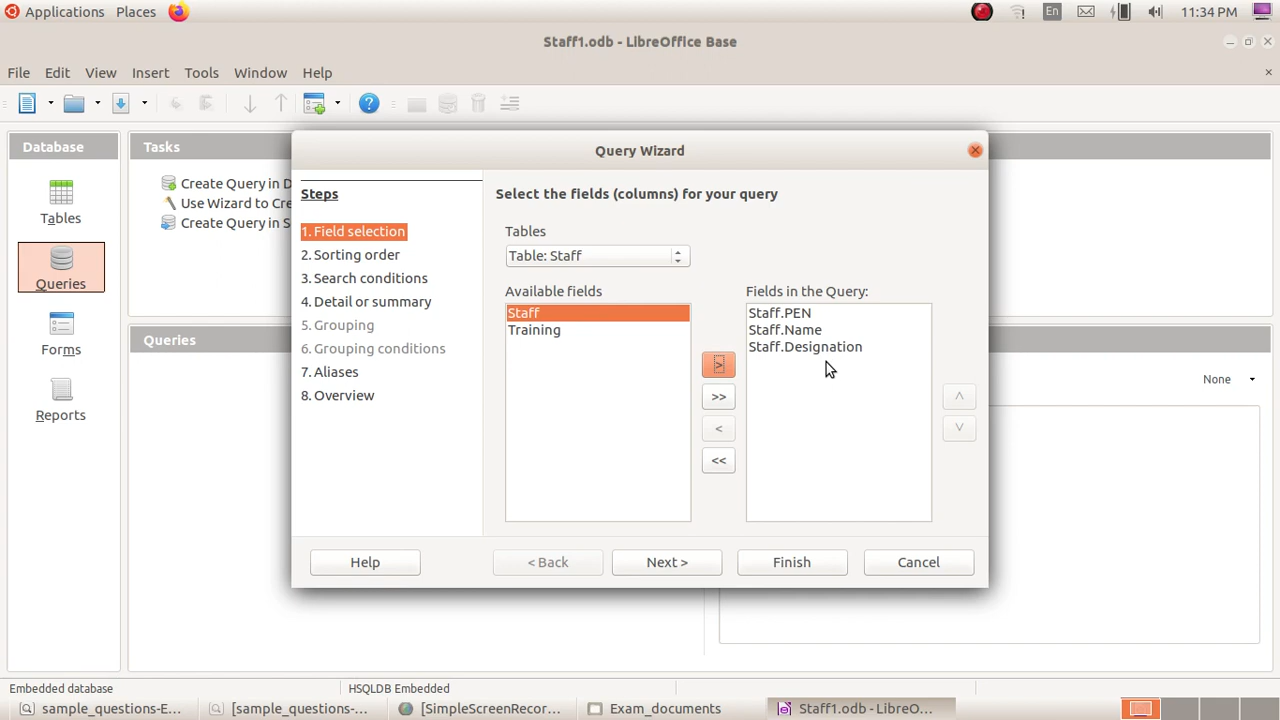 Applications Places En 11:34 PM
Staff1.odb - LibreOffice Base
File Edit View Insert Tools Window Help
Database
Tables
Queries
Forms
Reports
Tasks
Create Query in D
Use Wizard to Cre
Create Query in S
Queries
None
Query Wizard
Steps
1. Field selection
2. Sorting order
3. Search conditions
4. Detail or summary
5. Grouping
6. Grouping conditions
7. Aliases
8. Overview
Select the fields (columns) for your query
Tables
Table: Staff
Available fields
Staff
Training
>
>>
<
<<
Fields in the Query:
Staff.PEN
Staff.Name
Staff.Designation
Help
< Back
Next >
Finish
Cancel
Embedded database HSQLDB Embedded
sample_questions-E... [sample_questions-... [SimpleScreenRecor... Exam_documents Staff1.odb - LibreO...